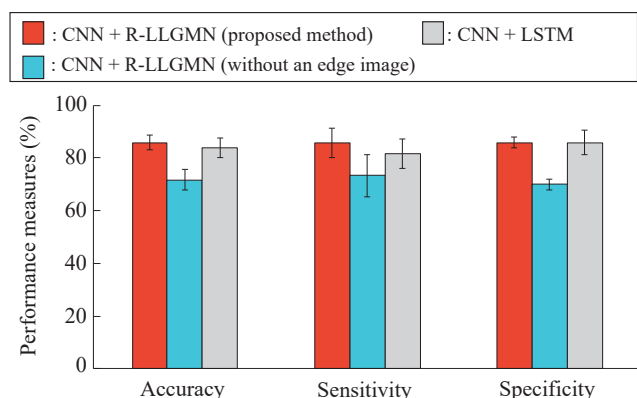 : CNN + R-LLGMN (proposed method) : CNN + LSTM
: CNN + R-LLGMN (without an edge image)
Performance measures (%)
100
80
60
40
20
0
Accuracy Sensitivity Specificity